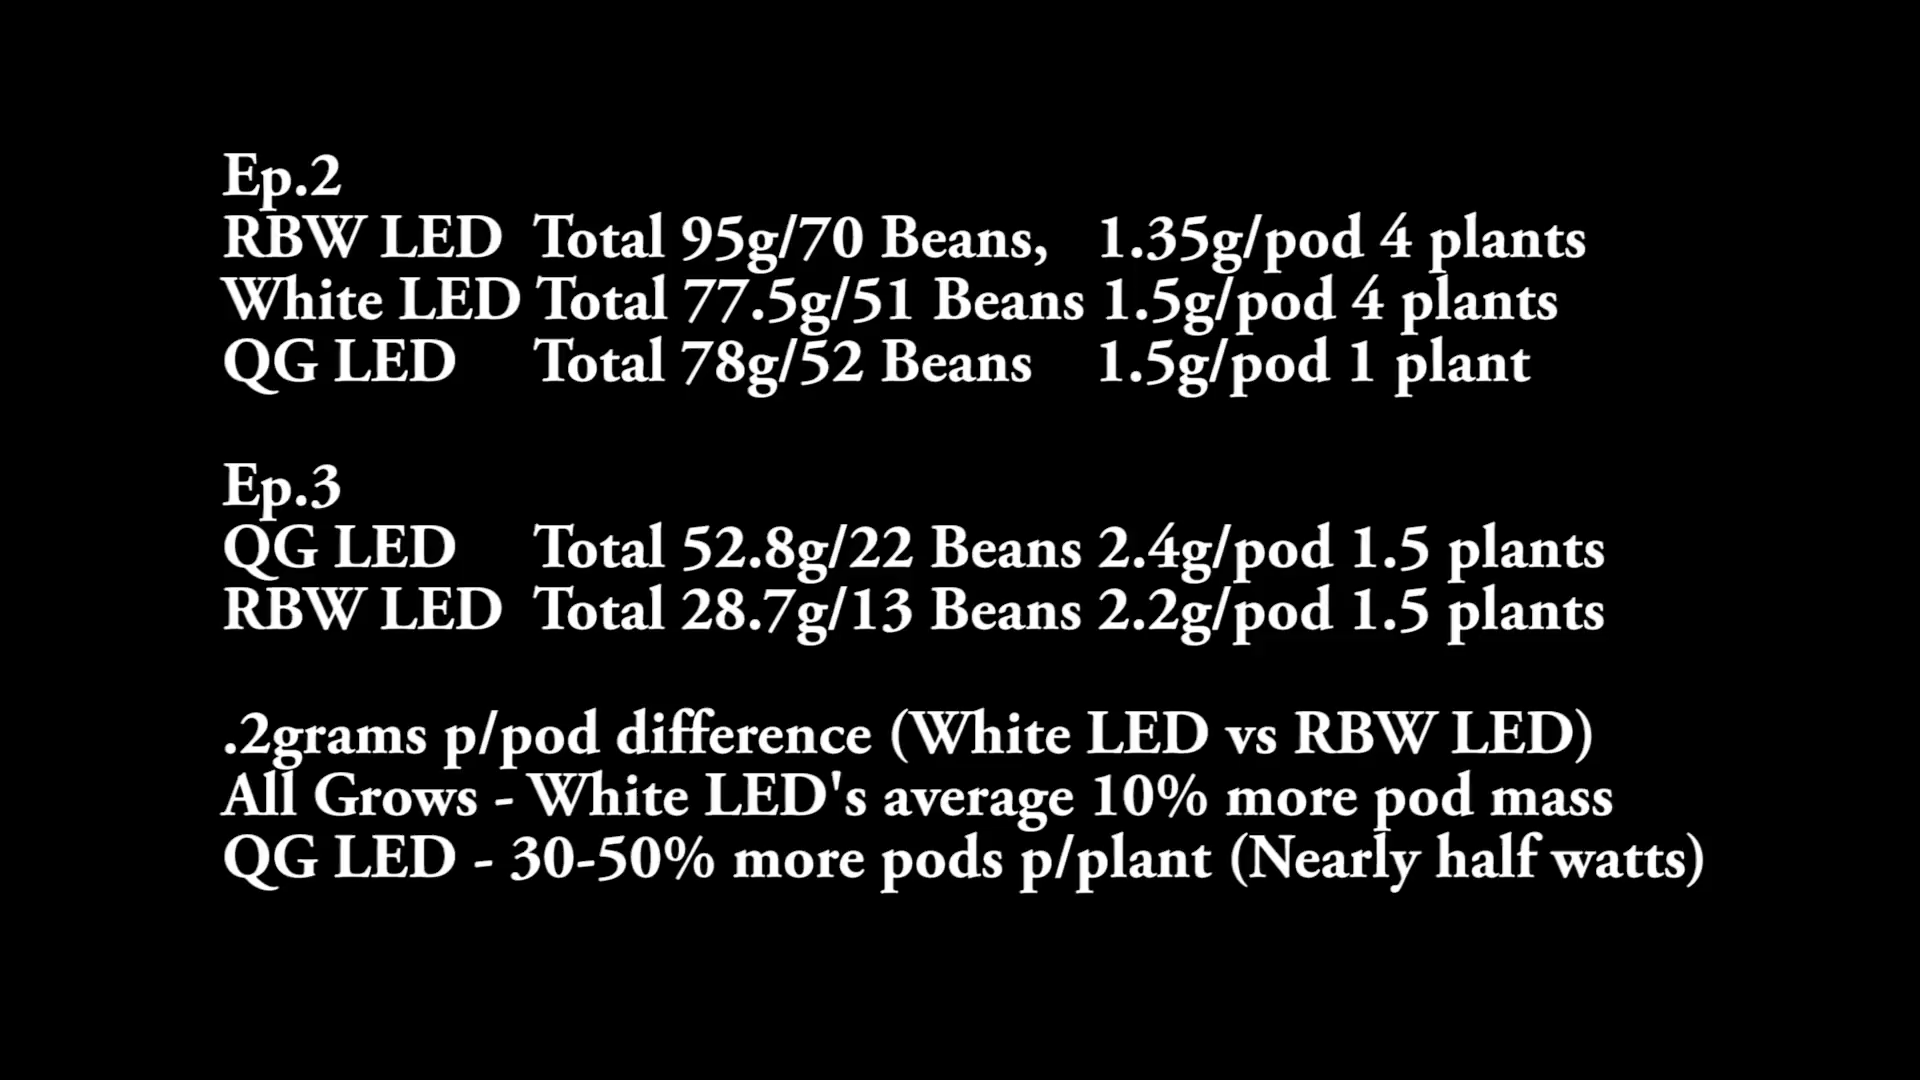 Ep.2
RBW LED Total 95g/70 Beans, 1.35g/pod 4 plants
White LED Total 77.5g/51 Beans 1.5g/pod 4 plants
QG LED Total 78g/52 Beans 1.5g/pod 1 plant
Ep.3
QG LED Total 52.8g/22 Beans 2.4g/pod 1.5 plants
RBW LED Total 28.7g/13 Beans 2.2g/pod 1.5 plants
.2grams p/pod difference (White LED vs RBW LED)
All Grows - White LED's average 10% more pod mass
QG LED - 30-50% more pods p/plant (Nearly half watts)